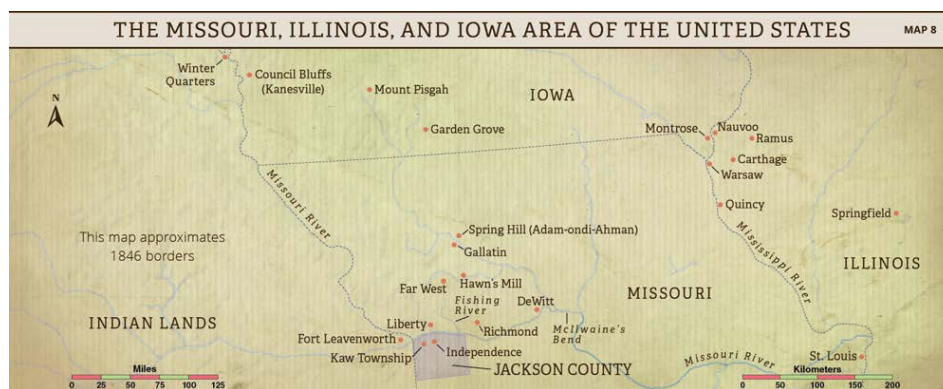 THE MISSOURI, ILLINOIS, AND IOWA AREA OF THE UNITED STATES
MAP 8
Winter
Quarters
Council Bluffs
(Kanesville)
Mount Pisgah
IOWA
N
Garden Grove
Montrose
Nauvoo
Ramus
Carthage
Warsaw
Missouri River
Quincy
Springfield
This map approximates
1846 borders
Spring Hill (Adam-ondi-Ahman)
Gallatin
Mississippi River
ILLINOIS
Far West
Hawn's Mill
MISSOURI
Fishing
River
DeWitt
INDIAN LANDS
Liberty
Richmond
McIlwaine's
Bend
Fort Leavenworth
Kaw Township
Independence
Missouri River
St. Louis
JACKSON COUNTY
Miles
0 25 50 75 100 125
Kilometers
0 40 80 120 160 200